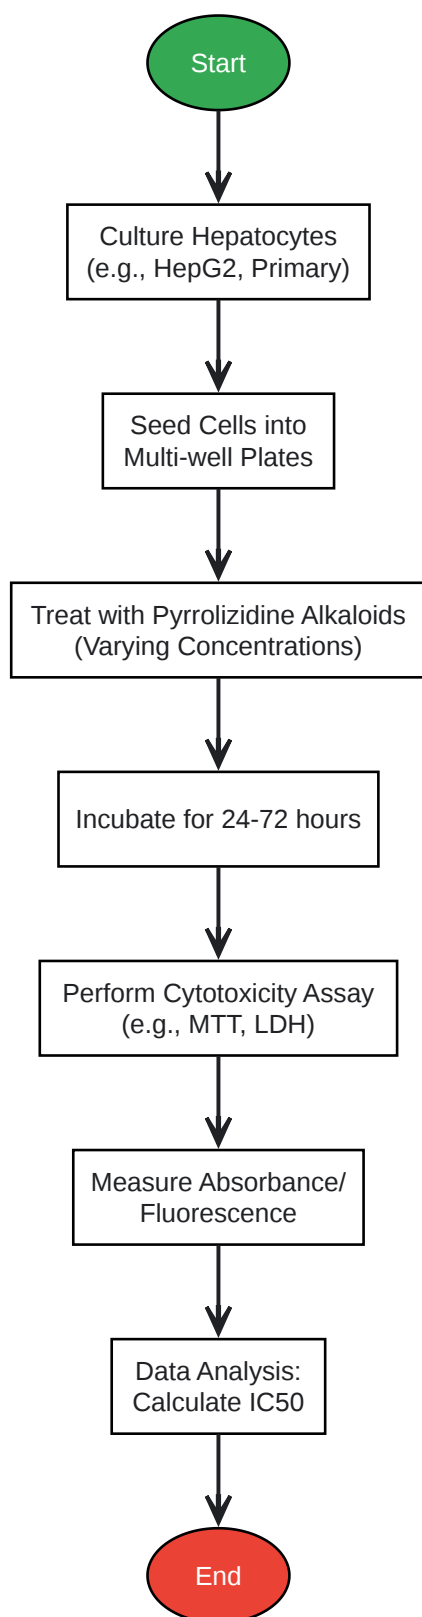 Start
Culture Hepatocytes
(e.g., HepG2, Primary)
Seed Cells into
Multi-well Plates
Treat with Pyrrolizidine Alkaloids
(Varying Concentrations)
Incubate for 24-72 hours
Perform Cytotoxicity Assay
(e.g., MTT, LDH)
Measure Absorbance/
Fluorescence
Data Analysis:
Calculate IC50
End